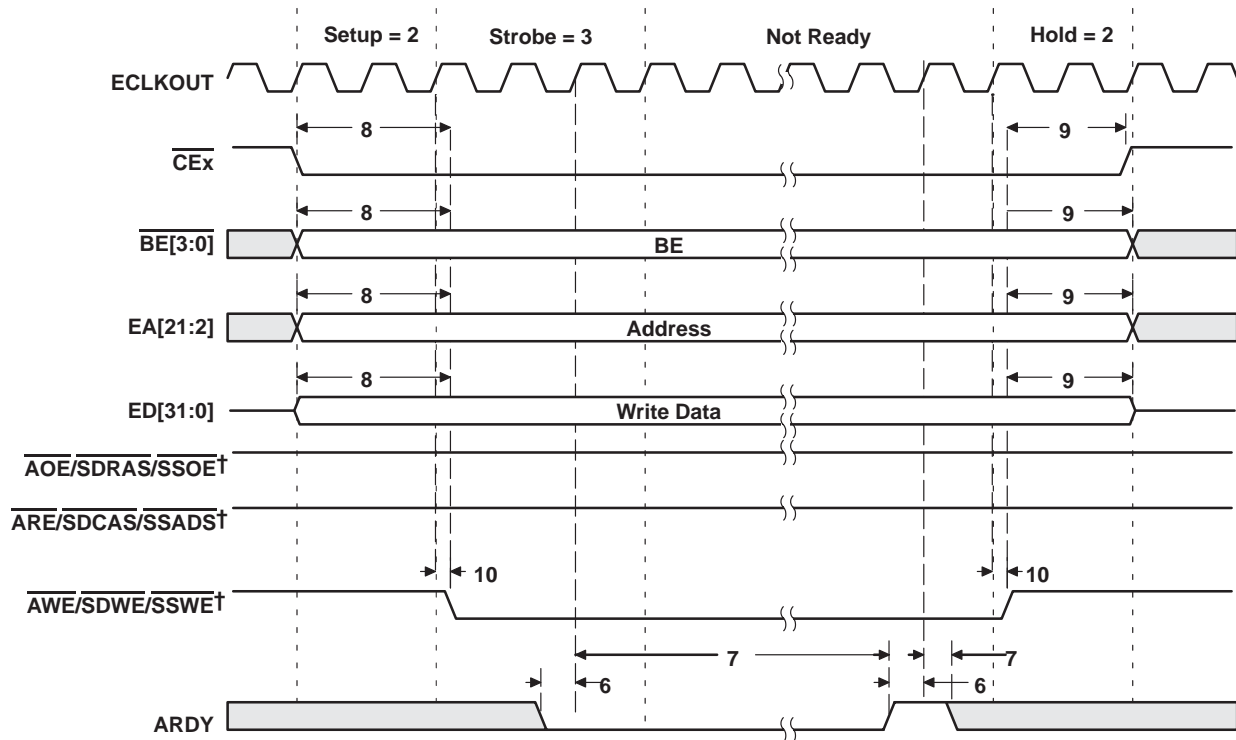 Setup = 2 Strobe = 3 Not Ready Hold = 2
ECLKOUT
8 9
CEx
8 9
BE[3:0] BE
8 9
EA[21:2] Address
8 9
ED[31:0] Write Data
AOE/SDRAS/SSOE†
ARE/SDCAS/SSADS†
10 10
AWE/SDWE/SSWE†
7 7
6 6
ARDY